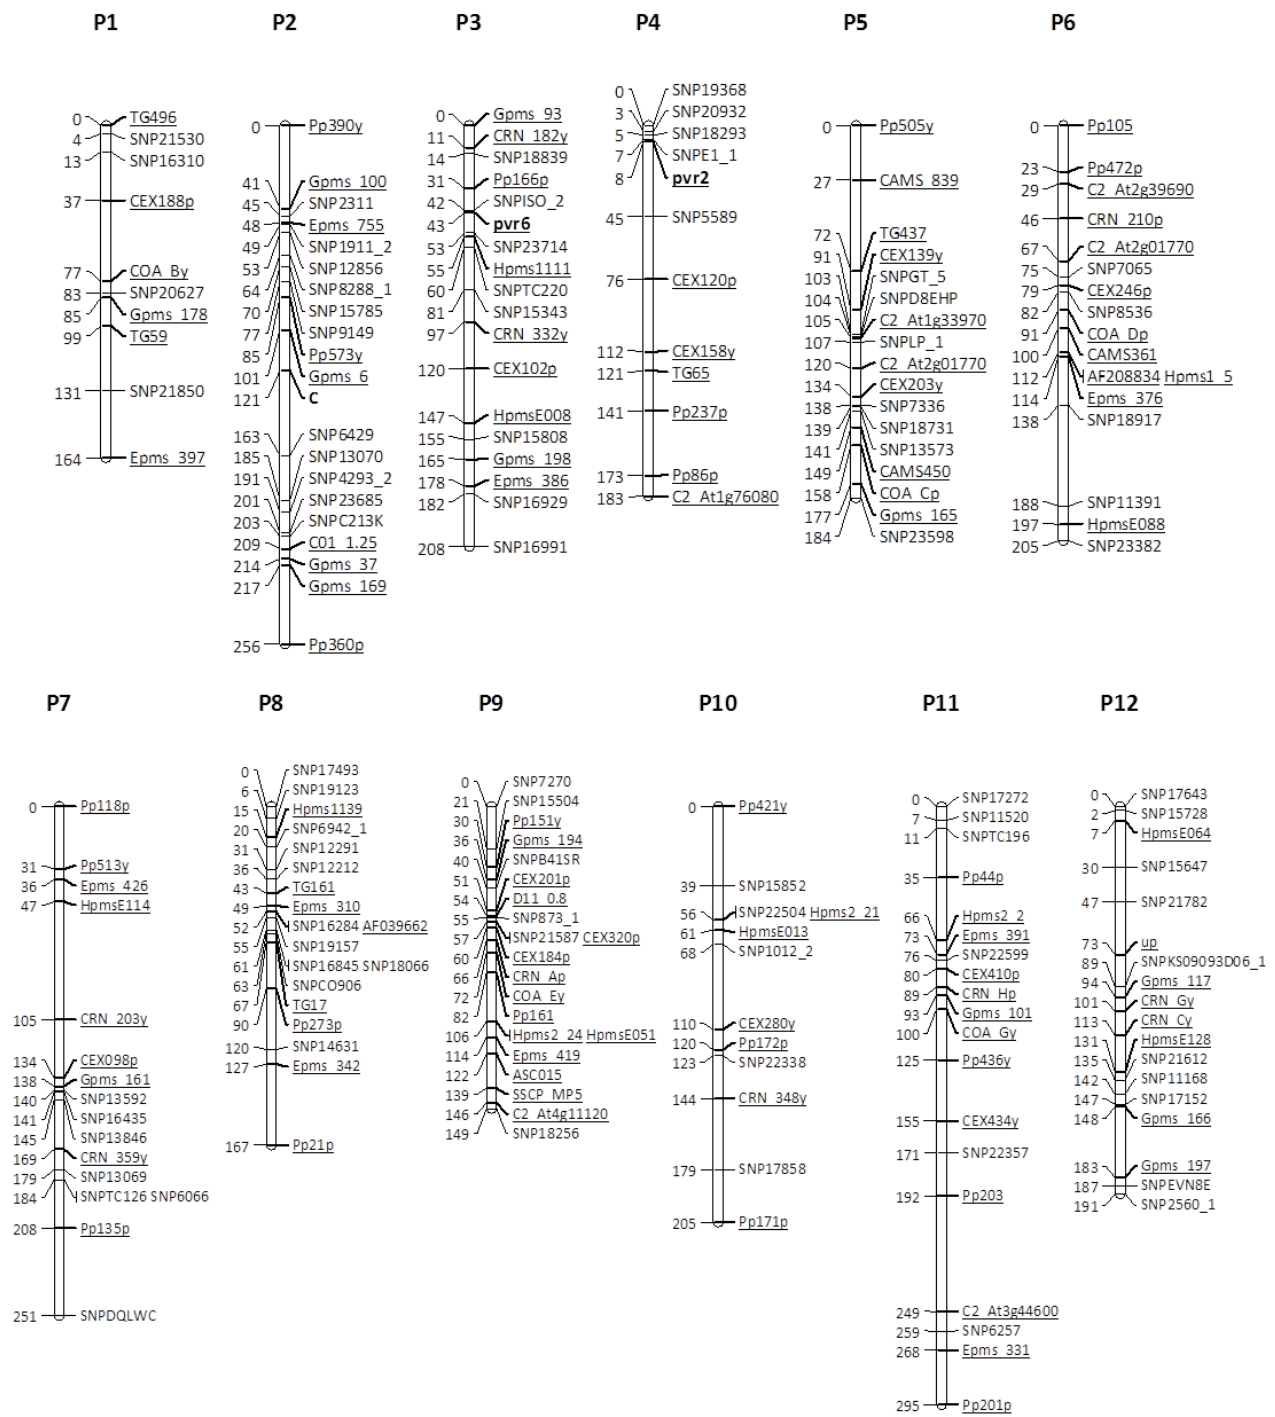 P1
0 TG496
4 SNP21530
13 SNP16310
37 CEX188p
77 COA_By
83 SNP20627
85 Gpms_178
99 TG59
131 SNP21850
164 Epms_397
P2
0 Pp390y
41 Gpms_100
45 SNP2311
48 Epms_755
49 SNP1911_2
53 SNP12856
64 SNP8288_1
70 SNP15785
77 SNP9149
85 Pp573y
101 Gpms_6
121 C
163 SNP6429
185 SNP13070
191 SNP4293_2
201 SNP23685
203 SNPC213K
209 C01_1.25
214 Gpms_37
217 Gpms_169
256 Pp360p
P3
0 Gpms_93
11 CRN_182y
14 SNP18839
31 Pp166p
42 SNPISO_2
43 pvr6
53 SNP23714
55 Hpms1111
60 SNPTC220
81 SNP15343
97 CRN_332y
120 CEX102p
147 HpmsE008
155 SNP15808
165 Gpms_198
178 Epms_386
182 SNP16929
208 SNP16991
P4
0 SNP19368
3 SNP20932
5 SNP18293
7 SNPE1_1
8 pvr2
45 SNP5589
76 CEX120p
112 CEX158y
121 TG65
141 Pp237p
173 Pp86p
183 C2_At1g76080
P5
0 Pp505y
27 CAMS_839
72 TG437
91 CEX139y
103 SNPGT_5
104 SNPD8EHP
105 C2_At1g33970
107 SNPLP_1
120 C2_At2g01770
134 CEX203y
138 SNP7336
139 SNP18731
141 SNP13573
149 CAMS450
158 COA_Cp
177 Gpms_165
184 SNP23598
P6
0 Pp105
23 Pp472p
29 C2_At2g39690
46 CRN_210p
67 C2_At2g01770
75 SNP7065
79 CEX246p
82 SNP8536
91 COA_Dp
100 CAMS361
112 AF208834 Hpms1_5
114 Epms_376
138 SNP18917
188 SNP11391
197 HpmsE088
205 SNP23382
P7
0 Pp118p
31 Pp513y
36 Epms_426
47 HpmsE114
105 CRN_203y
134 CEX098p
138 Gpms_161
140 SNP13592
141 SNP16435
145 SNP13846
169 CRN_359y
179 SNP13069
184 SNPTC126 SNP6066
208 Pp135p
251 SNPDQLWC
P8
0 SNP17493
6 SNP19123
15 Hpms1139
20 SNP6942_1
31 SNP12291
36 SNP12212
43 TG161
49 Epms_310
52 SNP16284 AF039662
55 SNP19157
61 SNP16845 SNP18066
63 SNPCO906
67 TG17
90 Pp273p
120 SNP14631
127 Epms_342
167 Pp21p
P9
0 SNP7270
21 SNP15504
30 Pp151y
36 Gpms_194
40 SNPB41SR
51 CEX201p
54 D11_0.8
55 SNP873_1
57 SNP21587 CEX320p
60 CEX184p
66 CRN_Ap
72 COA_Ey
82 Pp161
106 Hpms2_24 HpmsE051
114 Epms_419
122 ASC015
139 SSCP_MP5
146 C2_At4g11120
149 SNP18256
P10
0 Pp421y
39 SNP15852
56 SNP22504 Hpms2_21
61 HpmsE013
68 SNP1012_2
110 CEX280y
120 Pp172p
123 SNP22338
144 CRN_348y
179 SNP17858
205 Pp171p
P11
0 SNP17272
7 SNP11520
11 SNPTC196
35 Pp44p
66 Hpms2_2
73 Epms_391
76 SNP22599
80 CEX410p
89 CRN_Hp
93 Gpms_101
100 COA_Gy
125 Pp436y
155 CEX434y
171 SNP22357
192 Pp203
249 C2_At3g44600
259 SNP6257
268 Epms_331
295 Pp201p
P12
0 SNP17643
2 SNP15728
7 HpmsE064
30 SNP15647
47 SNP21782
73 up
89 SNPKS09093D06_1
94 Gpms_117
101 CRN_Gy
113 CRN_Cy
131 HpmsE128
135 SNP21612
142 SNP11168
147 SNP17152
148 Gpms_166
183 Gpms_197
187 SNPEVN8E
191 SNP2560_1